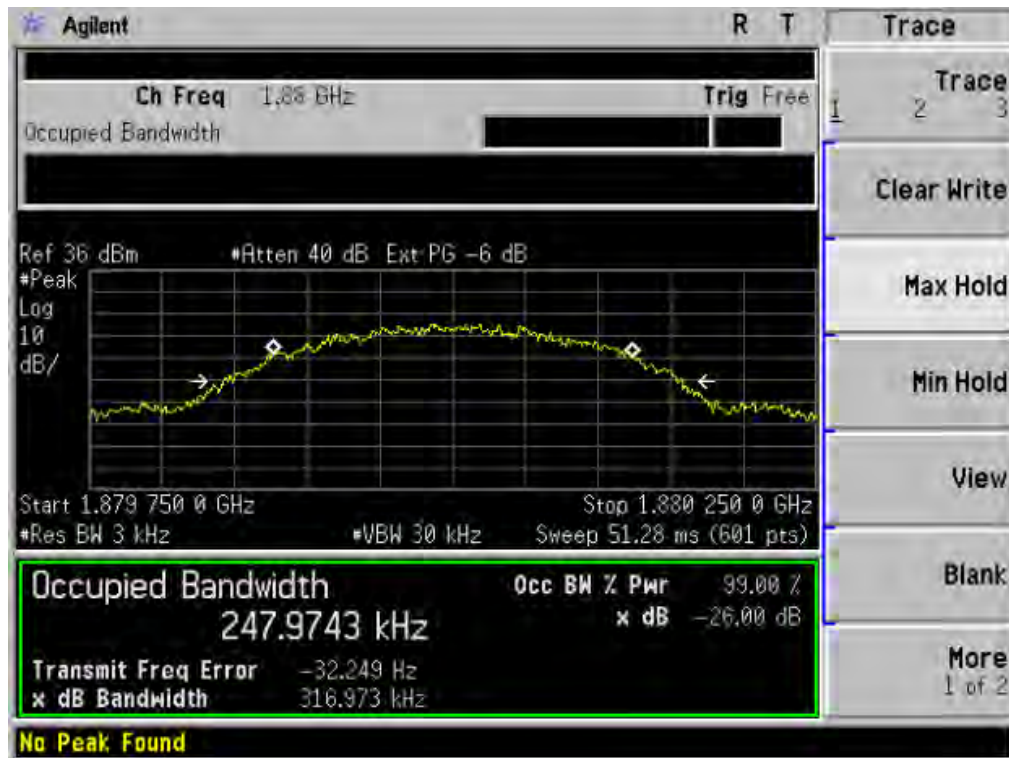 Agilent R T Trace
Ch Freq 1.88 GHz Trig Free
Occupied Bandwidth
Trace
1 2 3
Clear Write
Max Hold
Min Hold
View
Blank
More
1 of 2
Ref 36 dBm #Atten 40 dB Ext PG -6 dB
#Peak
Log
10
dB/
Start 1.879 750 0 GHz Stop 1.880 250 0 GHz
#Res BW 3 kHz #VBW 30 kHz Sweep 51.28 ms (601 pts)
Occupied Bandwidth Occ BW % Pwr 99.00 %
247.9743 kHz x dB -26.00 dB
Transmit Freq Error -32.249 Hz
x dB Bandwidth 316.973 kHz
No Peak Found